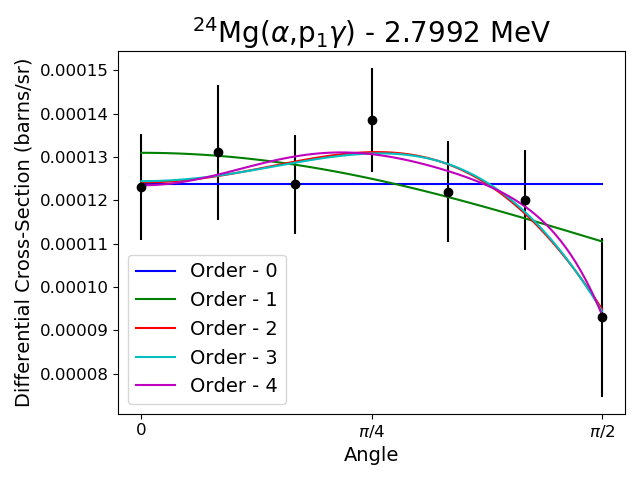 ²⁴Mg(α,p₁γ) - 2.7992 MeV
Differential Cross-Section (barns/sr)
0.00015
0.00014
0.00013
0.00012
0.00011
0.00010
0.00009
0.00008
Order - 0
Order - 1
Order - 2
Order - 3
Order - 4
0
π/4
π/2
Angle